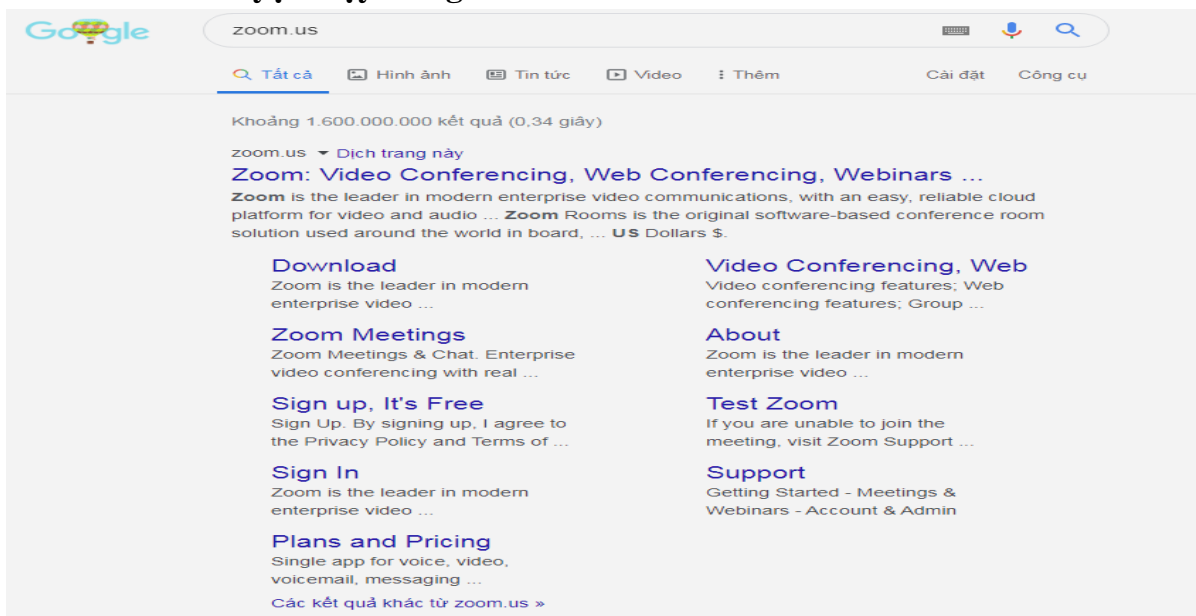 Google
zoom.us
Tất cả Hình ảnh Tin tức Video Thêm Cài đặt Công cụ
Khoảng 1.600.000.000 kết quả (0,34 giây)
zoom.us Dịch trang này
Zoom: Video Conferencing, Web Conferencing, Webinars ...
Zoom is the leader in modern enterprise video communications, with an easy, reliable cloud
platform for video and audio ... Zoom Rooms is the original software-based conference room
solution used around the world in board, ... US Dollars $.
Download
Zoom is the leader in modern
enterprise video ...
Video Conferencing, Web
Video conferencing features; Web
conferencing features; Group ...
Zoom Meetings
Zoom Meetings & Chat. Enterprise
video conferencing with real ...
About
Zoom is the leader in modern
enterprise video ...
Sign up, It's Free
Sign Up. By signing up, I agree to
the Privacy Policy and Terms of ...
Test Zoom
If you are unable to join the
meeting, visit Zoom Support ...
Sign In
Zoom is the leader in modern
enterprise video ...
Support
Getting Started - Meetings &
Webinars - Account & Admin
Plans and Pricing
Single app for voice, video,
voicemail, messaging ...
Các kết quả khác từ zoom.us »